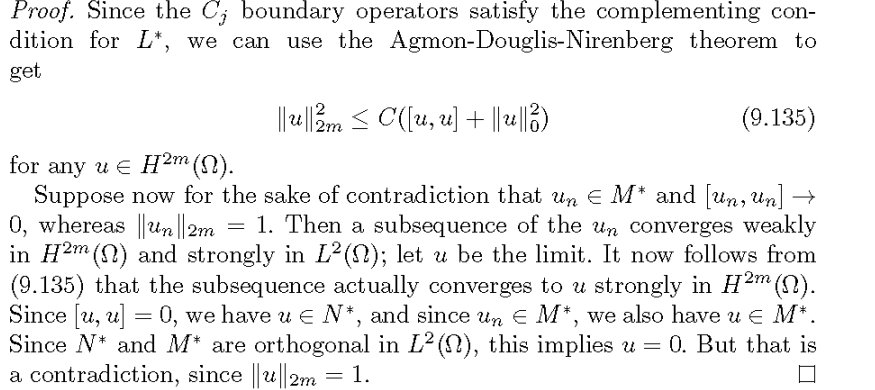 Proof. Since the C_j boundary operators satisfy the complementing con-
dition for L*, we can use the Agmon-Douglis-Nirenberg theorem to
get
‖u‖²_{2m} ≤ C([u, u] + ‖u‖²_0) (9.135)
for any u ∈ H^{2m}(Ω).
Suppose now for the sake of contradiction that u_n ∈ M* and [u_n, u_n] →
0, whereas ‖u_n‖_{2m} = 1. Then a subsequence of the u_n converges weakly
in H^{2m}(Ω) and strongly in L²(Ω); let u be the limit. It now follows from
(9.135) that the subsequence actually converges to u strongly in H^{2m}(Ω).
Since [u, u] = 0, we have u ∈ N*, and since u_n ∈ M*, we also have u ∈ M*.
Since N* and M* are orthogonal in L²(Ω), this implies u = 0. But that is
a contradiction, since ‖u‖_{2m} = 1. □